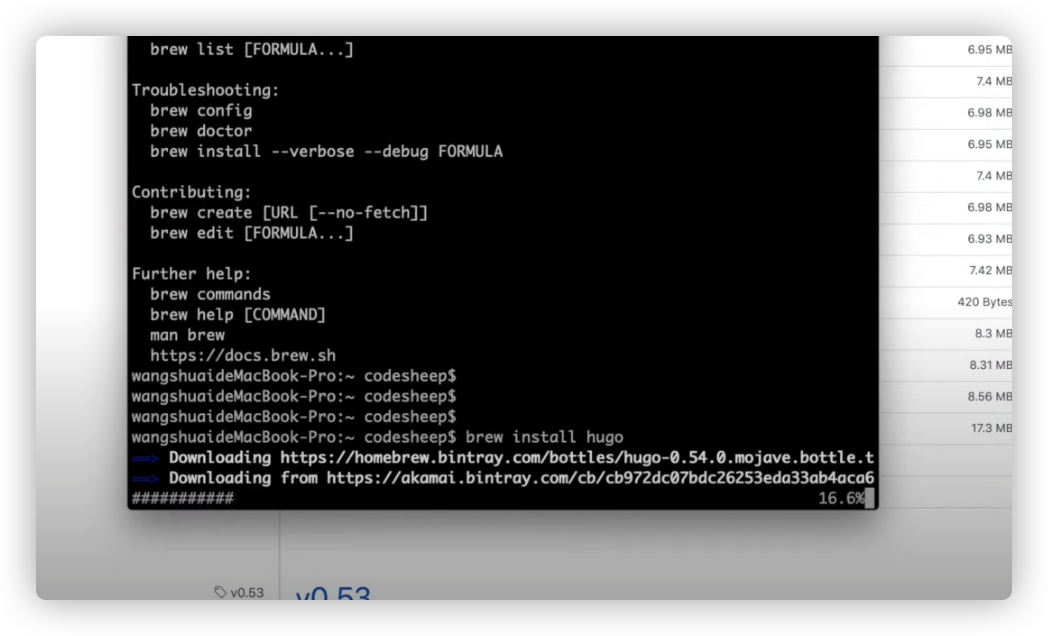 brew list [FORMULA...]
Troubleshooting:
brew config
brew doctor
brew install --verbose --debug FORMULA
Contributing:
brew create [URL [--no-fetch]]
brew edit [FORMULA...]
Further help:
brew commands
brew help [COMMAND]
man brew
https://docs.brew.sh
wangshuaideMacBook-Pro:~ codesheep$
wangshuaideMacBook-Pro:~ codesheep$
wangshuaideMacBook-Pro:~ codesheep$
wangshuaideMacBook-Pro:~ codesheep$ brew install hugo
==> Downloading https://homebrew.bintray.com/bottles/hugo-0.54.0.mojave.bottle.t
==> Downloading from https://akamai.bintray.com/cb/cb972dc07bdc26253eda33ab4aca6
########### 16.6%
6.95 MB
7.4 MB
6.98 MB
6.95 MB
7.4 MB
6.98 MB
6.93 MB
7.42 MB
420 Bytes
8.3 MB
8.31 MB
8.56 MB
17.3 MB
v0.53
v0.53